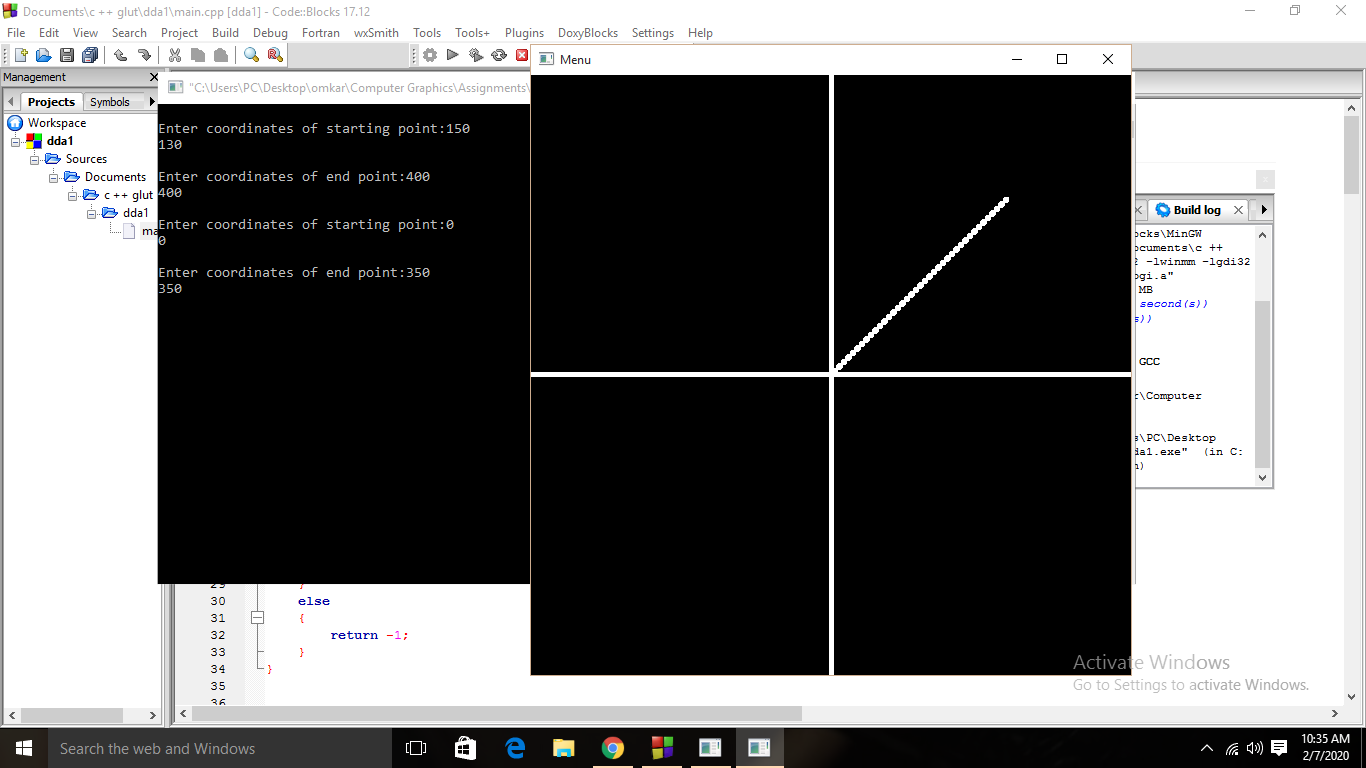 Documents\c ++ glut\dda1\main.cpp [dda1] - Code::Blocks 17.12
File Edit View Search Project Build Debug Fortran wxSmith Tools Tools+ Plugins DoxyBlocks Settings Help
Management
Projects Symbols
Workspace
dda1
Sources
Documents
c ++ glut
dda1
ma
"C:\Users\PC\Desktop\omkar\Computer Graphics\Assignments\
Enter coordinates of starting point:150
130
Enter coordinates of end point:400
400
Enter coordinates of starting point:0
0
Enter coordinates of end point:350
350
Menu
Build log
ocks\MinGW
ocuments\c ++
2 -lwinmm -lgdi32
ogi.a"
MB
second(s))
s))
GCC
r\Computer
s\PC\Desktop
da1.exe" (in C:
n)
29 }
30 else
31 {
32 return -1;
33 }
34 }
35
36
Activate Windows
Go to Settings to activate Windows.
Search the web and Windows
10:35 AM
2/7/2020